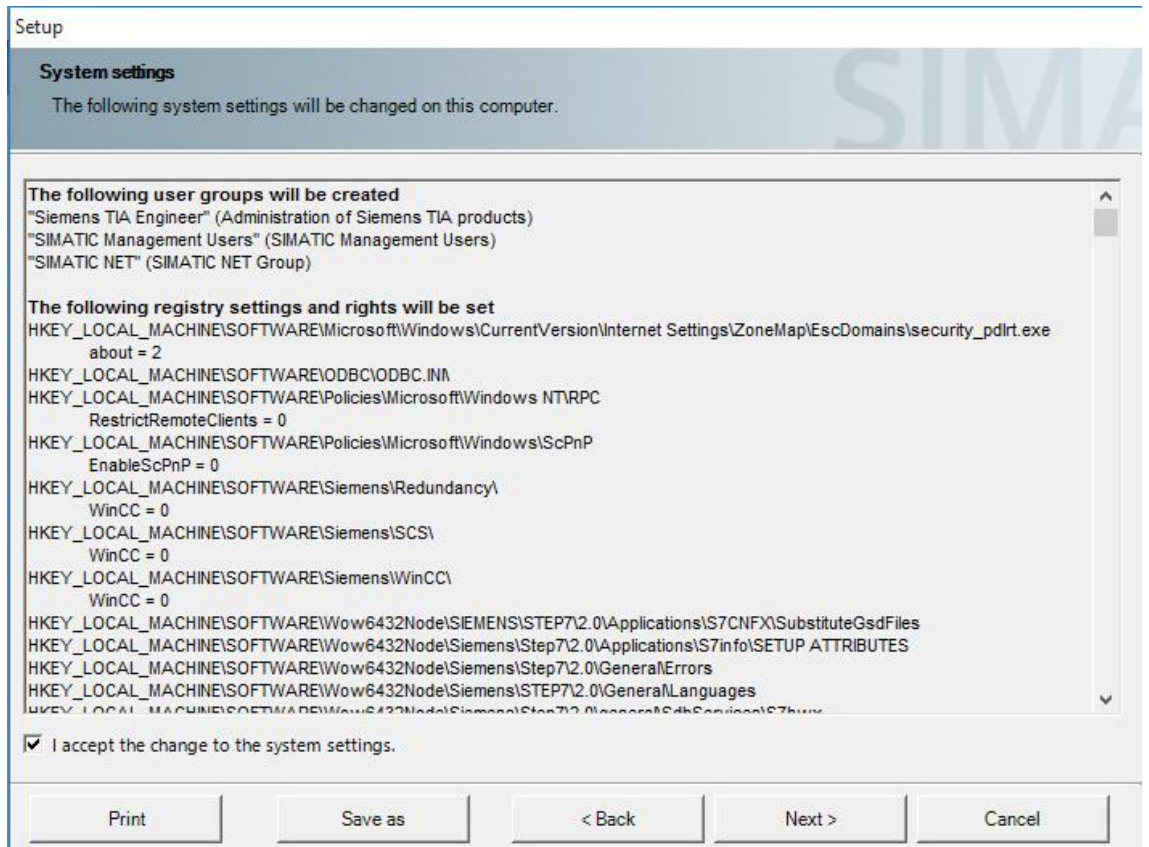 Setup
System settings
The following system settings will be changed on this computer.
SIMA
The following user groups will be created
"Siemens TIA Engineer" (Administration of Siemens TIA products)
"SIMATIC Management Users" (SIMATIC Management Users)
"SIMATIC NET" (SIMATIC NET Group)
The following registry settings and rights will be set
HKEY_LOCAL_MACHINE\SOFTWARE\Microsoft\Windows\CurrentVersion\Internet Settings\ZoneMap\EscDomains\security_pdlrt.exe
about = 2
HKEY_LOCAL_MACHINE\SOFTWARE\ODBC\ODBC.INI\
HKEY_LOCAL_MACHINE\SOFTWARE\Policies\Microsoft\Windows NT\RPC
RestrictRemoteClients = 0
HKEY_LOCAL_MACHINE\SOFTWARE\Policies\Microsoft\Windows\ScPnP
EnableScPnP = 0
HKEY_LOCAL_MACHINE\SOFTWARE\Siemens\Redundancy\
WinCC = 0
HKEY_LOCAL_MACHINE\SOFTWARE\Siemens\SCS\
WinCC = 0
HKEY_LOCAL_MACHINE\SOFTWARE\Siemens\WinCC\
WinCC = 0
HKEY_LOCAL_MACHINE\SOFTWARE\Wow6432Node\SIEMENS\STEP7\2.0\Applications\S7CNFX\SubstituteGsdFiles
HKEY_LOCAL_MACHINE\SOFTWARE\Wow6432Node\Siemens\Step7\2.0\Applications\S7info\SETUP ATTRIBUTES
HKEY_LOCAL_MACHINE\SOFTWARE\Wow6432Node\Siemens\Step7\2.0\General\Errors
HKEY_LOCAL_MACHINE\SOFTWARE\Wow6432Node\Siemens\STEP7\2.0\General\Languages
I accept the change to the system settings.
Print
Save as
< Back
Next >
Cancel